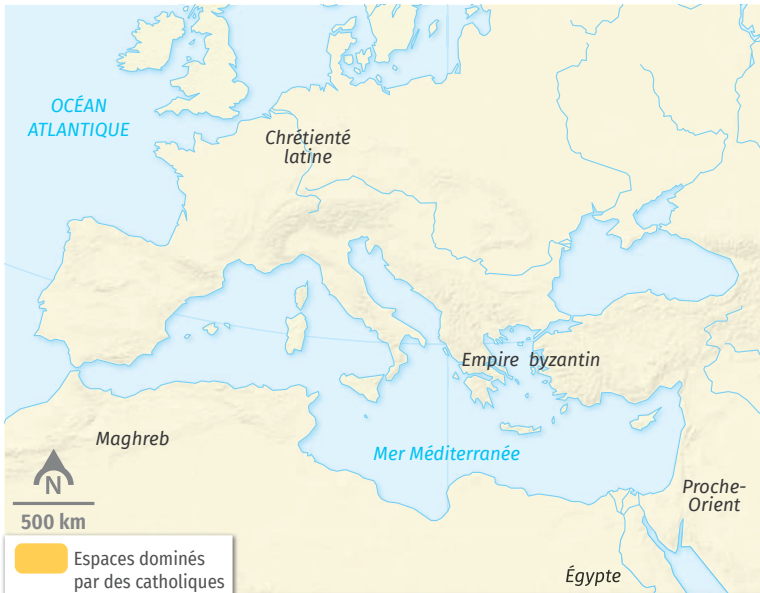 OCÉAN
ATLANTIQUE
Chrétienté
latine
Empire byzantin
Maghreb
Mer Méditerranée
N
500 km
Proche-
Orient
Espaces dominés
par des catholiques
Égypte